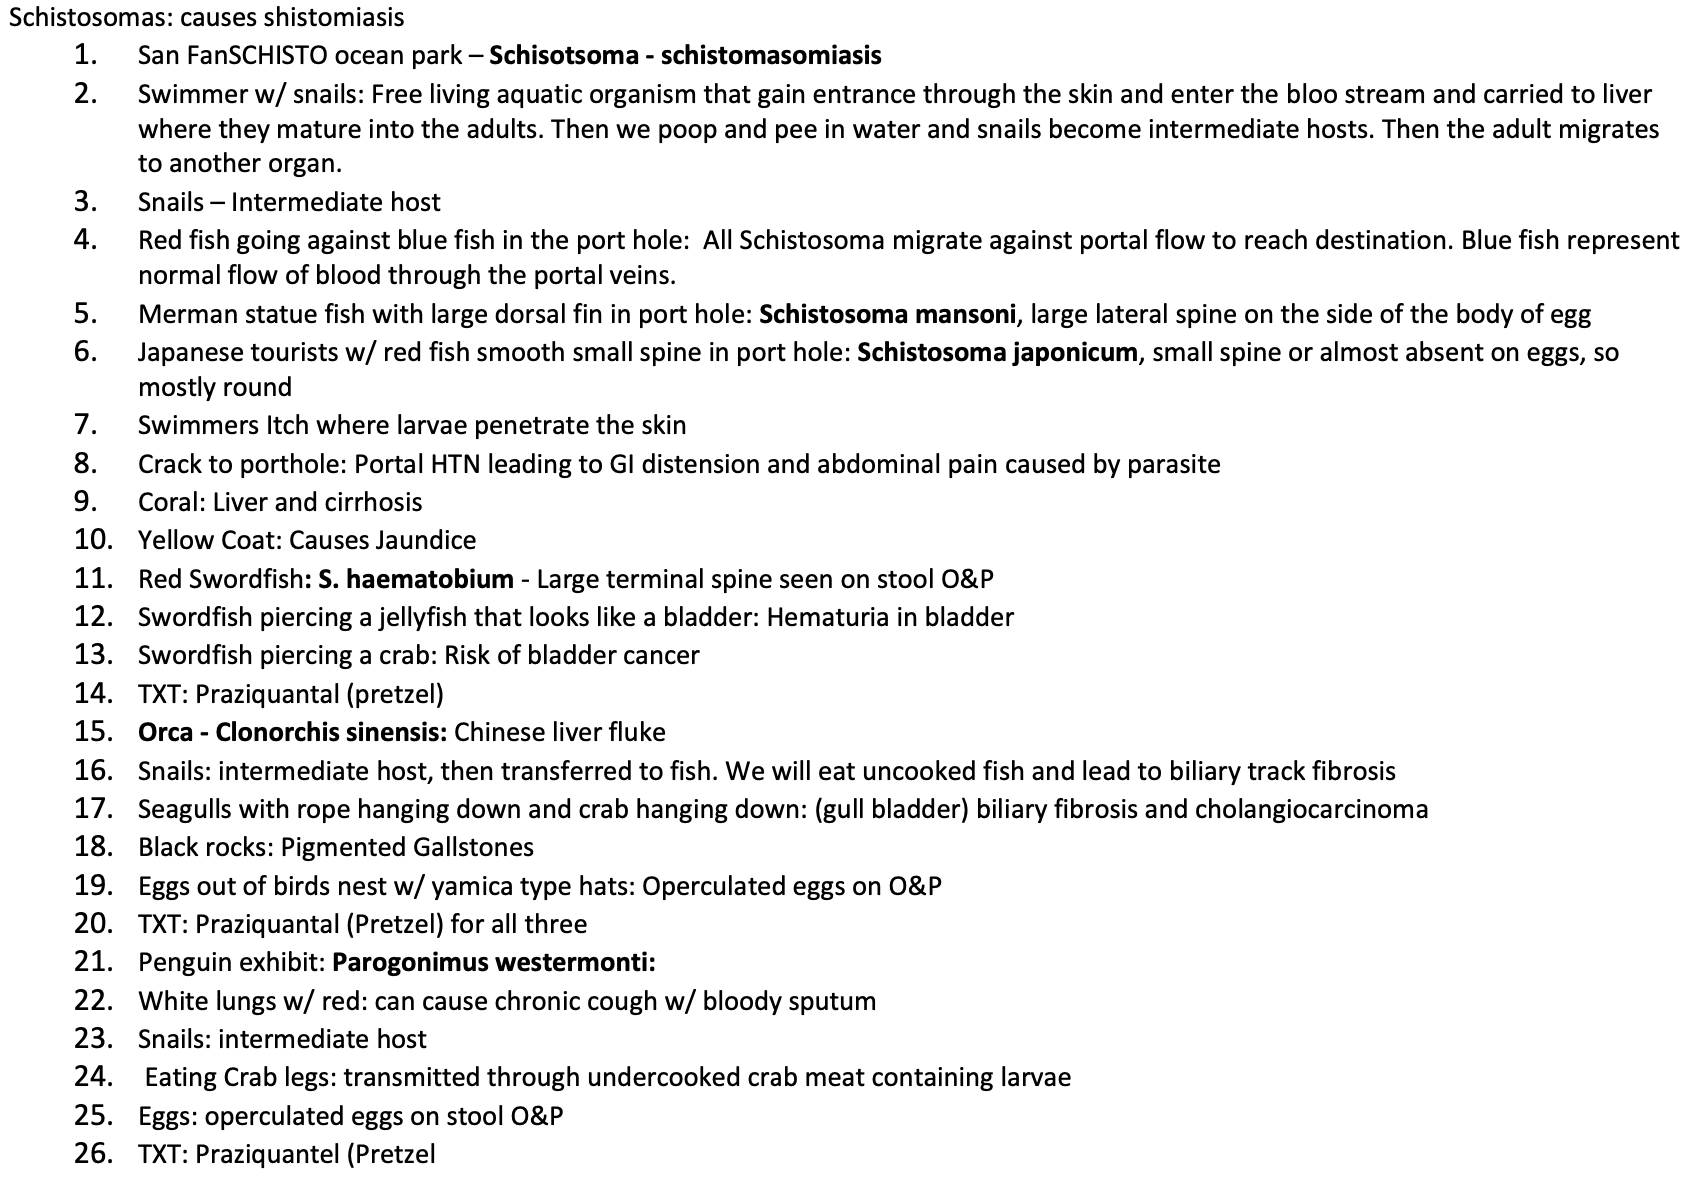 Schistosomas: causes shistomiasis
1. San FanSCHISTO ocean park – Schisotsoma - schistomasomiasis
2. Swimmer w/ snails: Free living aquatic organism that gain entrance through the skin and enter the bloo stream and carried to liver
where they mature into the adults. Then we poop and pee in water and snails become intermediate hosts. Then the adult migrates
to another organ.
3. Snails – Intermediate host
4. Red fish going against blue fish in the port hole:  All Schistosoma migrate against portal flow to reach destination. Blue fish represent
normal flow of blood through the portal veins.
5. Merman statue fish with large dorsal fin in port hole: Schistosoma mansoni, large lateral spine on the side of the body of egg
6. Japanese tourists w/ red fish smooth small spine in port hole: Schistosoma japonicum, small spine or almost absent on eggs, so
mostly round
7. Swimmers Itch where larvae penetrate the skin
8. Crack to porthole: Portal HTN leading to GI distension and abdominal pain caused by parasite
9. Coral: Liver and cirrhosis
10. Yellow Coat: Causes Jaundice
11. Red Swordfish: S. haematobium - Large terminal spine seen on stool O&P
12. Swordfish piercing a jellyfish that looks like a bladder: Hematuria in bladder
13. Swordfish piercing a crab: Risk of bladder cancer
14. TXT: Praziquantal (pretzel)
15. Orca - Clonorchis sinensis: Chinese liver fluke
16. Snails: intermediate host, then transferred to fish. We will eat uncooked fish and lead to biliary track fibrosis
17. Seagulls with rope hanging down and crab hanging down: (gull bladder) biliary fibrosis and cholangiocarcinoma
18. Black rocks: Pigmented Gallstones
19. Eggs out of birds nest w/ yamica type hats: Operculated eggs on O&P
20. TXT: Praziquantal (Pretzel) for all three
21. Penguin exhibit: Parogonimus westermonti:
22. White lungs w/ red: can cause chronic cough w/ bloody sputum
23. Snails: intermediate host
24. Eating Crab legs: transmitted through undercooked crab meat containing larvae
25. Eggs: operculated eggs on stool O&P
26. TXT: Praziquantel (Pretzel